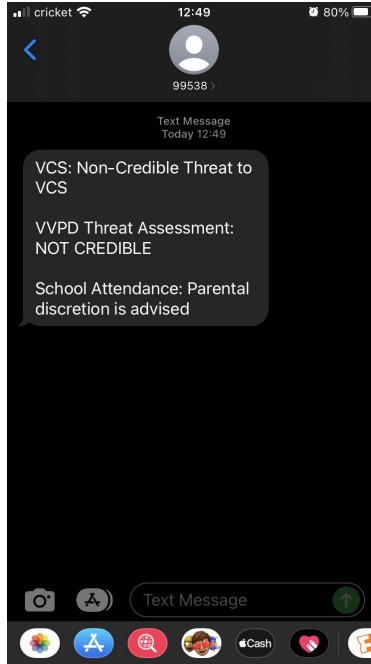 cricket 12:49 80%
99538
Text Message
Today 12:49
VCS: Non-Credible Threat to
VCS
VVPD Threat Assessment:
NOT CREDIBLE
School Attendance: Parental
discretion is advised
Text Message
Cash